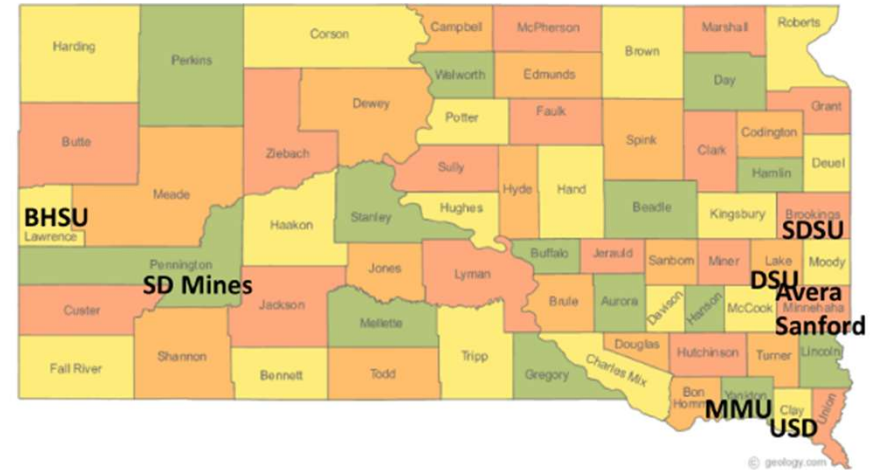 Harding
Perkins
Corson
Campbell
McPherson
Brown
Marshall
Roberts
Walworth
Edmunds
Day
Dewey
Potter
Faulk
Grant
Butte
Ziebach
Spink
Clark
Codington
Sully
Hamlin
Deuel
Meade
Hyde
Hand
BHSU
Lawrence
Haakon
Stanley
Hughes
Beadle
Kingsbury
Brookings
SDSU
Pennington
SD Mines
Jones
Lyman
Buffalo
Jerauld
Sanborn
Miner
Lake
Moody
DSU
Avera
Custer
Jackson
Mellette
Brule
Aurora
Davison
Hanson
McCook
Minnehaha
Sanford
Fall River
Shannon
Bennett
Todd
Tripp
Gregory
Charles Mix
Douglas
Hutchinson
Turner
Lincoln
Bon
Homm
Yankton
MMU
Clay
USD
Union
© geology.com